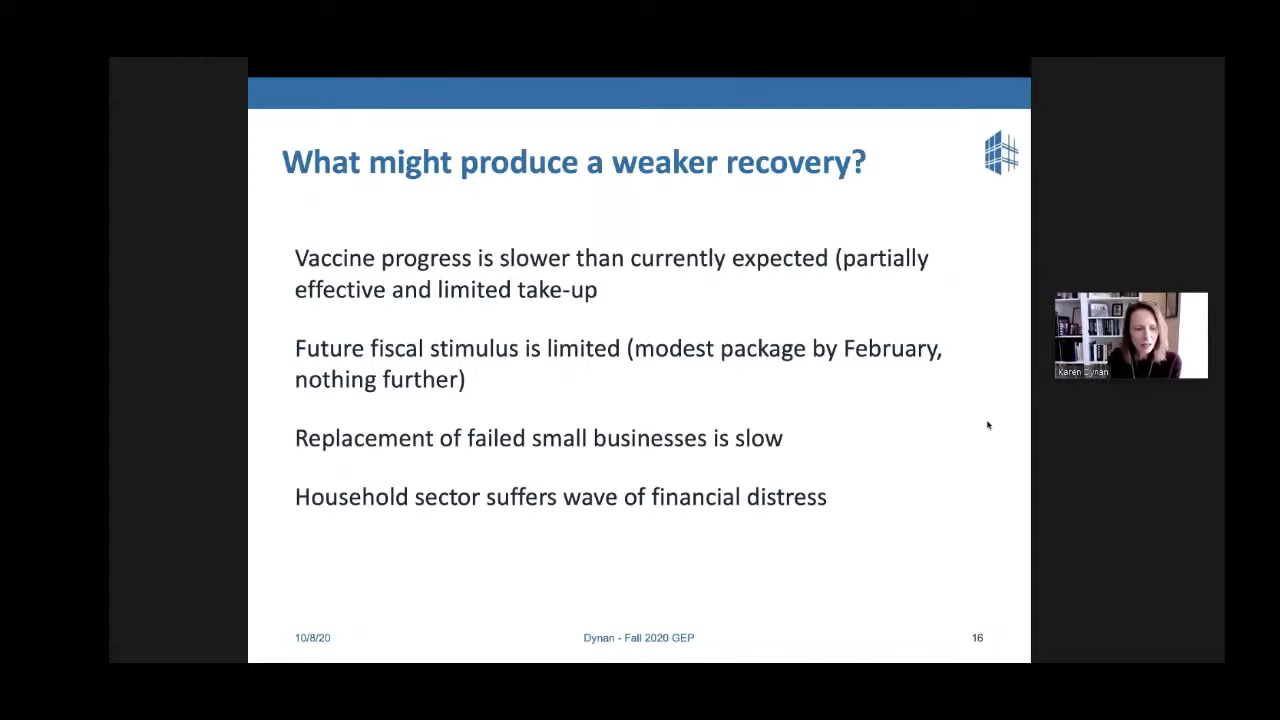 What might produce a weaker recovery?
Vaccine progress is slower than currently expected (partially
effective and limited take-up
Future fiscal stimulus is limited (modest package by February,
nothing further)
Replacement of failed small businesses is slow
Household sector suffers wave of financial distress
Karen Dynan
10/8/20
Dynan - Fall 2020 GEP
16